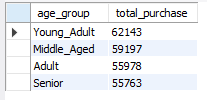 age_group total_purchase
Young_Adult 62143
Middle_Aged 59197
Adult 55978
Senior 55763